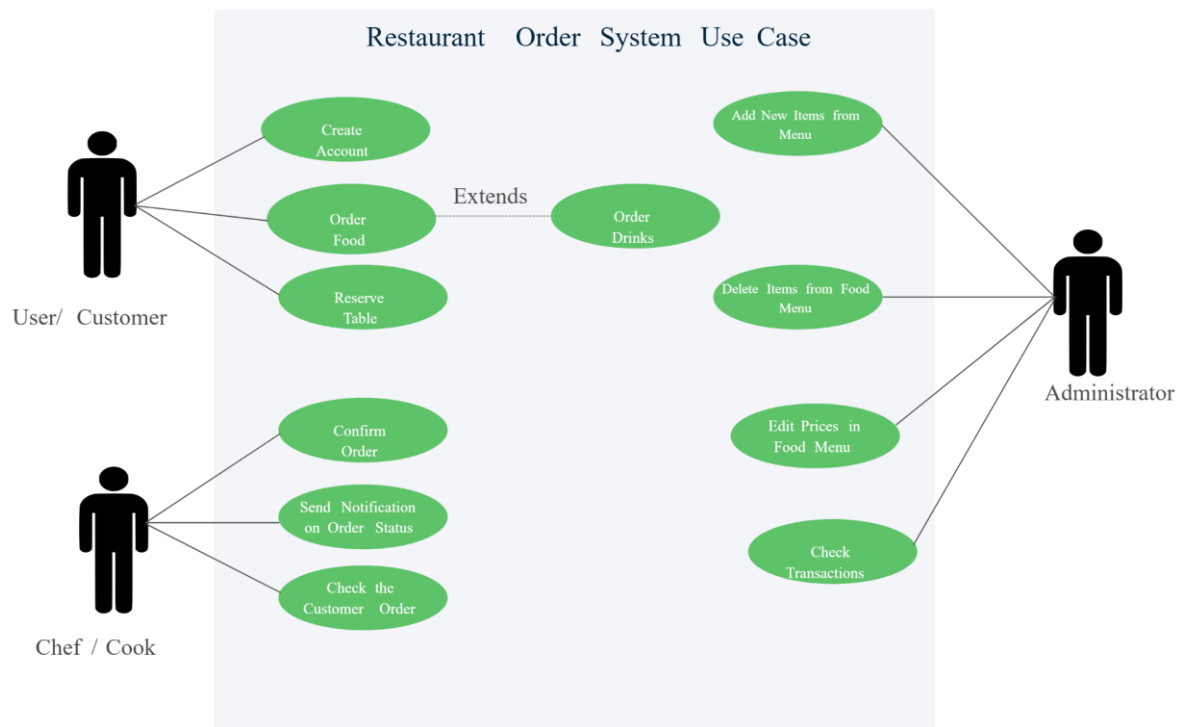 Restaurant Order System Use Case
Create
Account
Order
Food
Extends
Order
Drinks
Reserve
Table
User/ Customer
Confirm
Order
Send Notification
on Order Status
Check the
Customer Order
Chef / Cook
Add New Items from
Menu
Delete Items from Food
Menu
Edit Prices in
Food Menu
Check
Transactions
Administrator